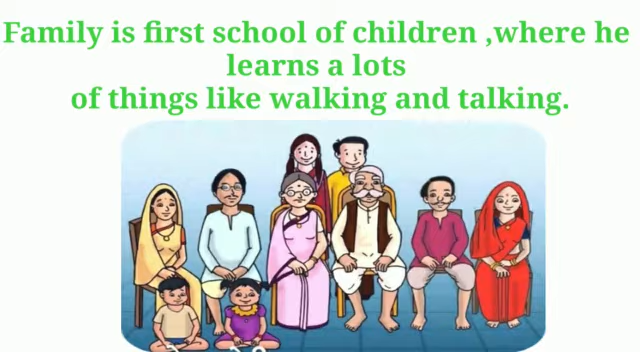 Family is first school of children ,where he
learns a lots
of things like walking and talking.